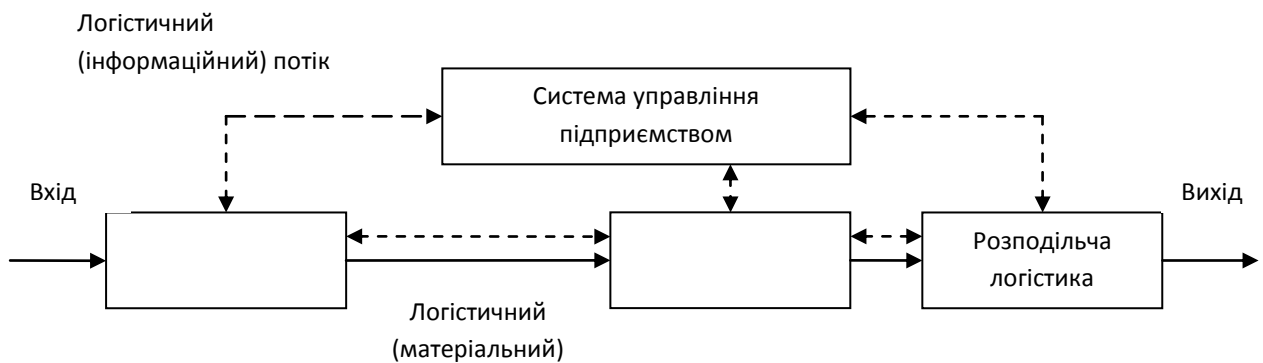 Логістичний
(інформаційний) потік
Система управління
підприємством
Вхід
Вихід
Розподільча
логістика
Логістичний
(матеріальний)